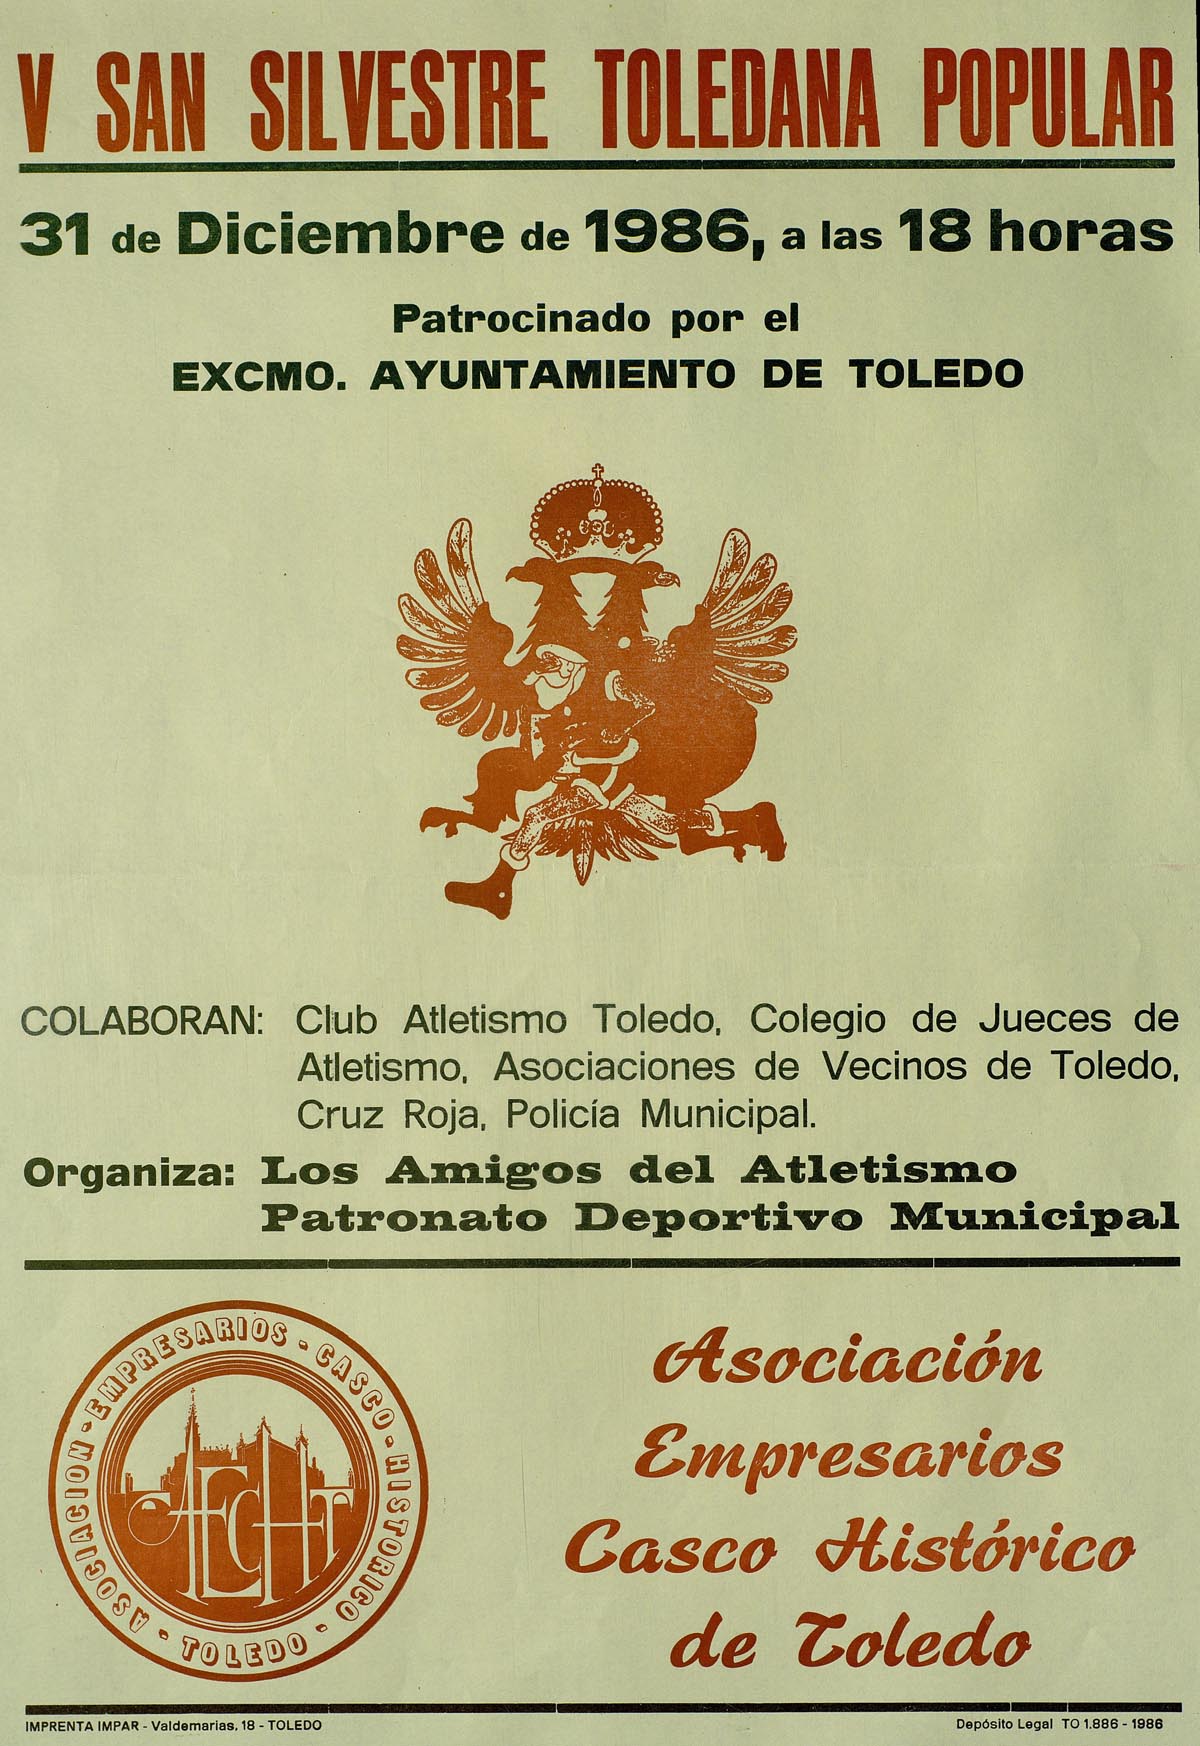 V SAN SILVESTRE TOLEDANA POPULAR
31 de Diciembre de 1986, a las 18 horas
Patrocinado por el
EXCMO. AYUNTAMIENTO DE TOLEDO
COLABORAN: Club Atletismo Toledo, Colegio de Jueces de
Atletismo, Asociaciones de Vecinos de Toledo,
Cruz Roja, Policía Municipal.
Organiza: Los Amigos del Atletismo
Patronato Deportivo Municipal
ASOCIACION - EMPRESARIOS - CASCO - HISTORICO - TOLEDO -
AECHT
Asociación
Empresarios
Casco Histórico
de Toledo
IMPRENTA IMPAR - Valdemarias, 18 - TOLEDO
Depósito Legal TO 1.886 - 1986